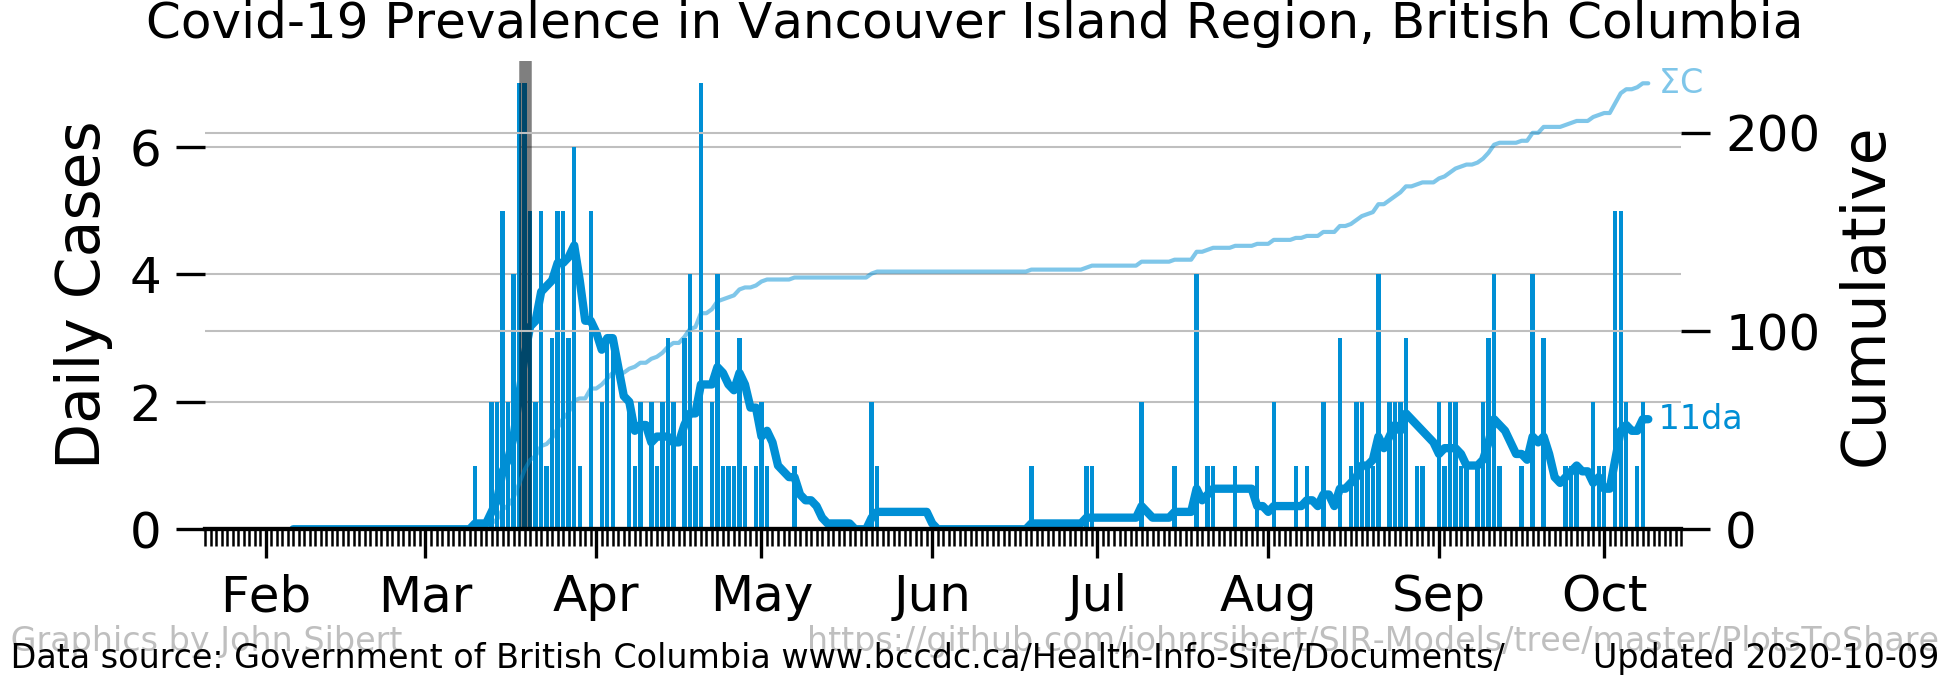 Covid-19 Prevalence in Vancouver Island Region, British Columbia
Daily Cases
6
4
2
0
200
100
0
Cumulative
ΣC
11da
Feb Mar Apr May Jun Jul Aug Sep Oct
Graphics by John Sibert https://github.com/johnrsibert/SIR-Models/tree/master/PlotsToShare
Data source: Government of British Columbia www.bccdc.ca/Health-Info-Site/Documents/ Updated 2020-10-09